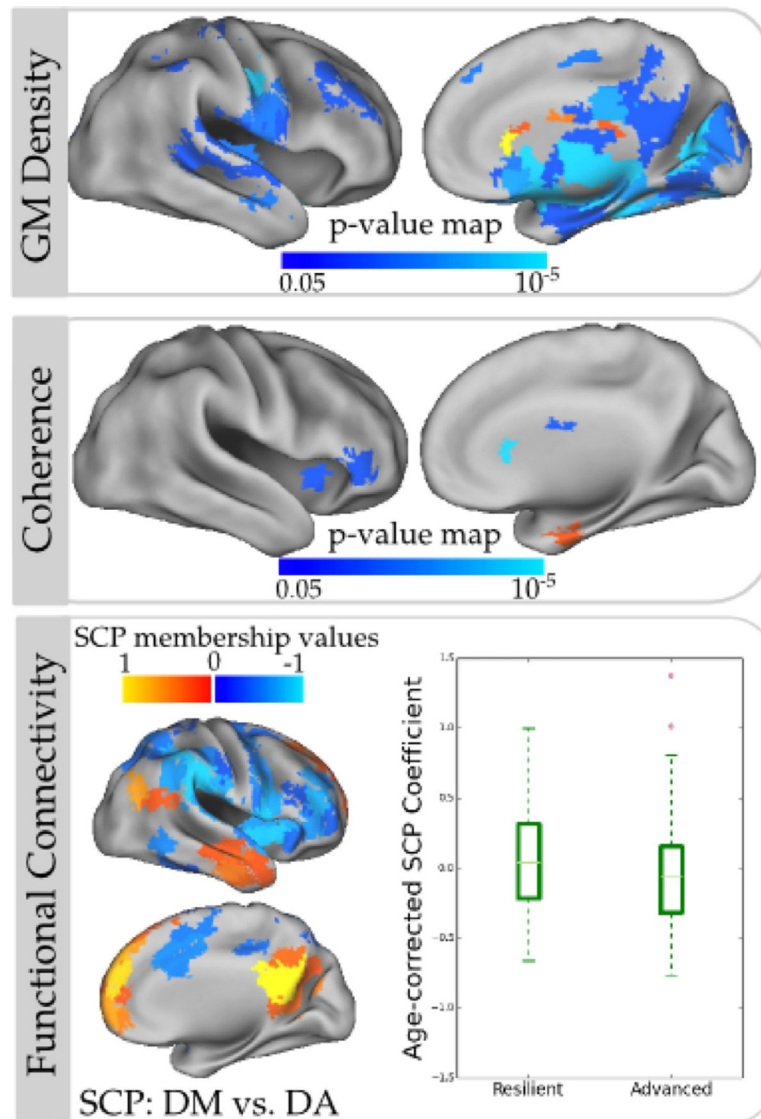 GM Density
p-value map
0.05 10⁻⁵
Coherence
p-value map
0.05 10⁻⁵
Functional Connectivity
SCP membership values
1 0 -1
SCP: DM vs. DA
Age-corrected SCP Coefficient
1.5
1.0
0.5
0.0
−0.5
−1.0
−1.5
Resilient Advanced